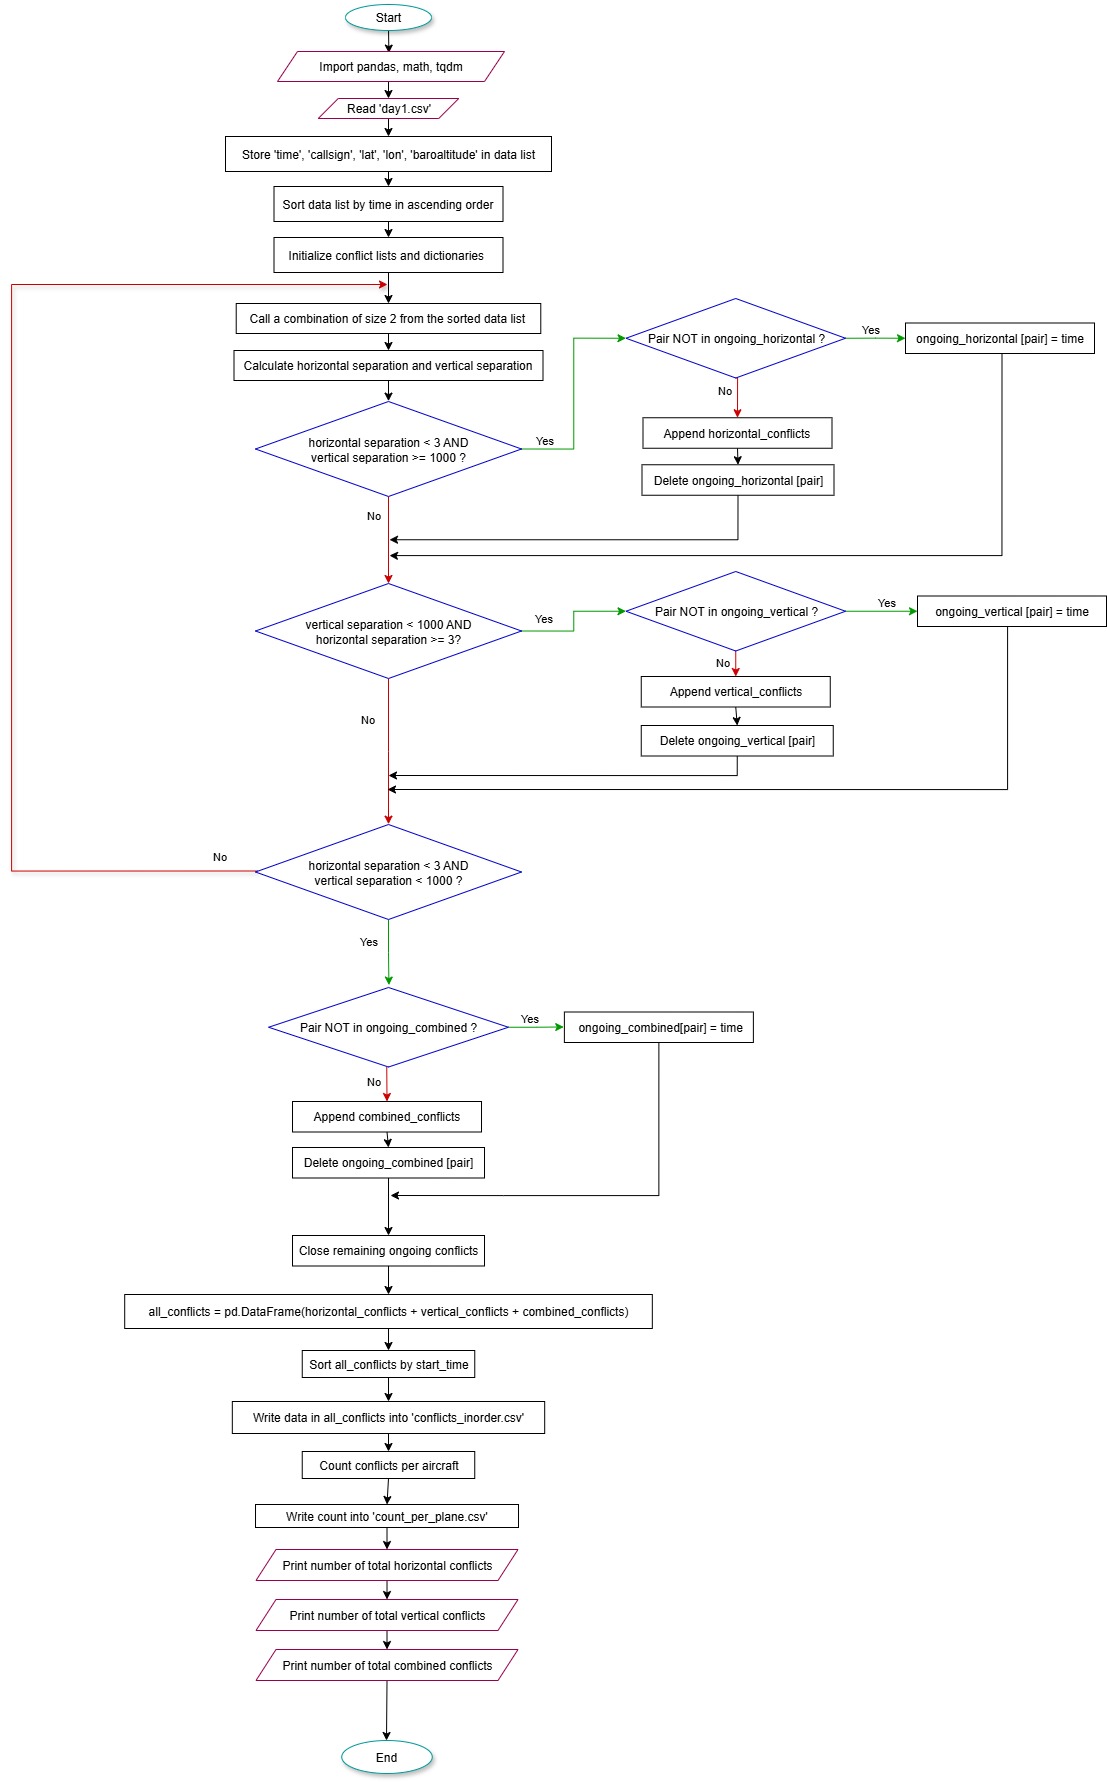 Start
Import pandas, math, tqdm
Read 'day1.csv'
Store 'time', 'callsign', 'lat', 'lon', 'baroaltitude' in data list
Sort data list by time in ascending order
Initialize conflict lists and dictionaries
Call a combination of size 2 from the sorted data list
Calculate horizontal separation and vertical separation
horizontal separation < 3 AND
vertical separation >= 1000 ?
Yes
Pair NOT in ongoing_horizontal ?
Yes
ongoing_horizontal [pair] = time
No
Append horizontal_conflicts
Delete ongoing_horizontal [pair]
No
vertical separation < 1000 AND
horizontal separation >= 3?
Yes
Pair NOT in ongoing_vertical ?
Yes
ongoing_vertical [pair] = time
No
Append vertical_conflicts
Delete ongoing_vertical [pair]
No
horizontal separation < 3 AND
vertical separation < 1000 ?
No
Yes
Pair NOT in ongoing_combined ?
Yes
ongoing_combined[pair] = time
No
Append combined_conflicts
Delete ongoing_combined [pair]
Close remaining ongoing conflicts
all_conflicts = pd.DataFrame(horizontal_conflicts + vertical_conflicts + combined_conflicts)
Sort all_conflicts by start_time
Write data in all_conflicts into 'conflicts_inorder.csv'
Count conflicts per aircraft
Write count into 'count_per_plane.csv'
Print number of total horizontal conflicts
Print number of total vertical conflicts
Print number of total combined conflicts
End